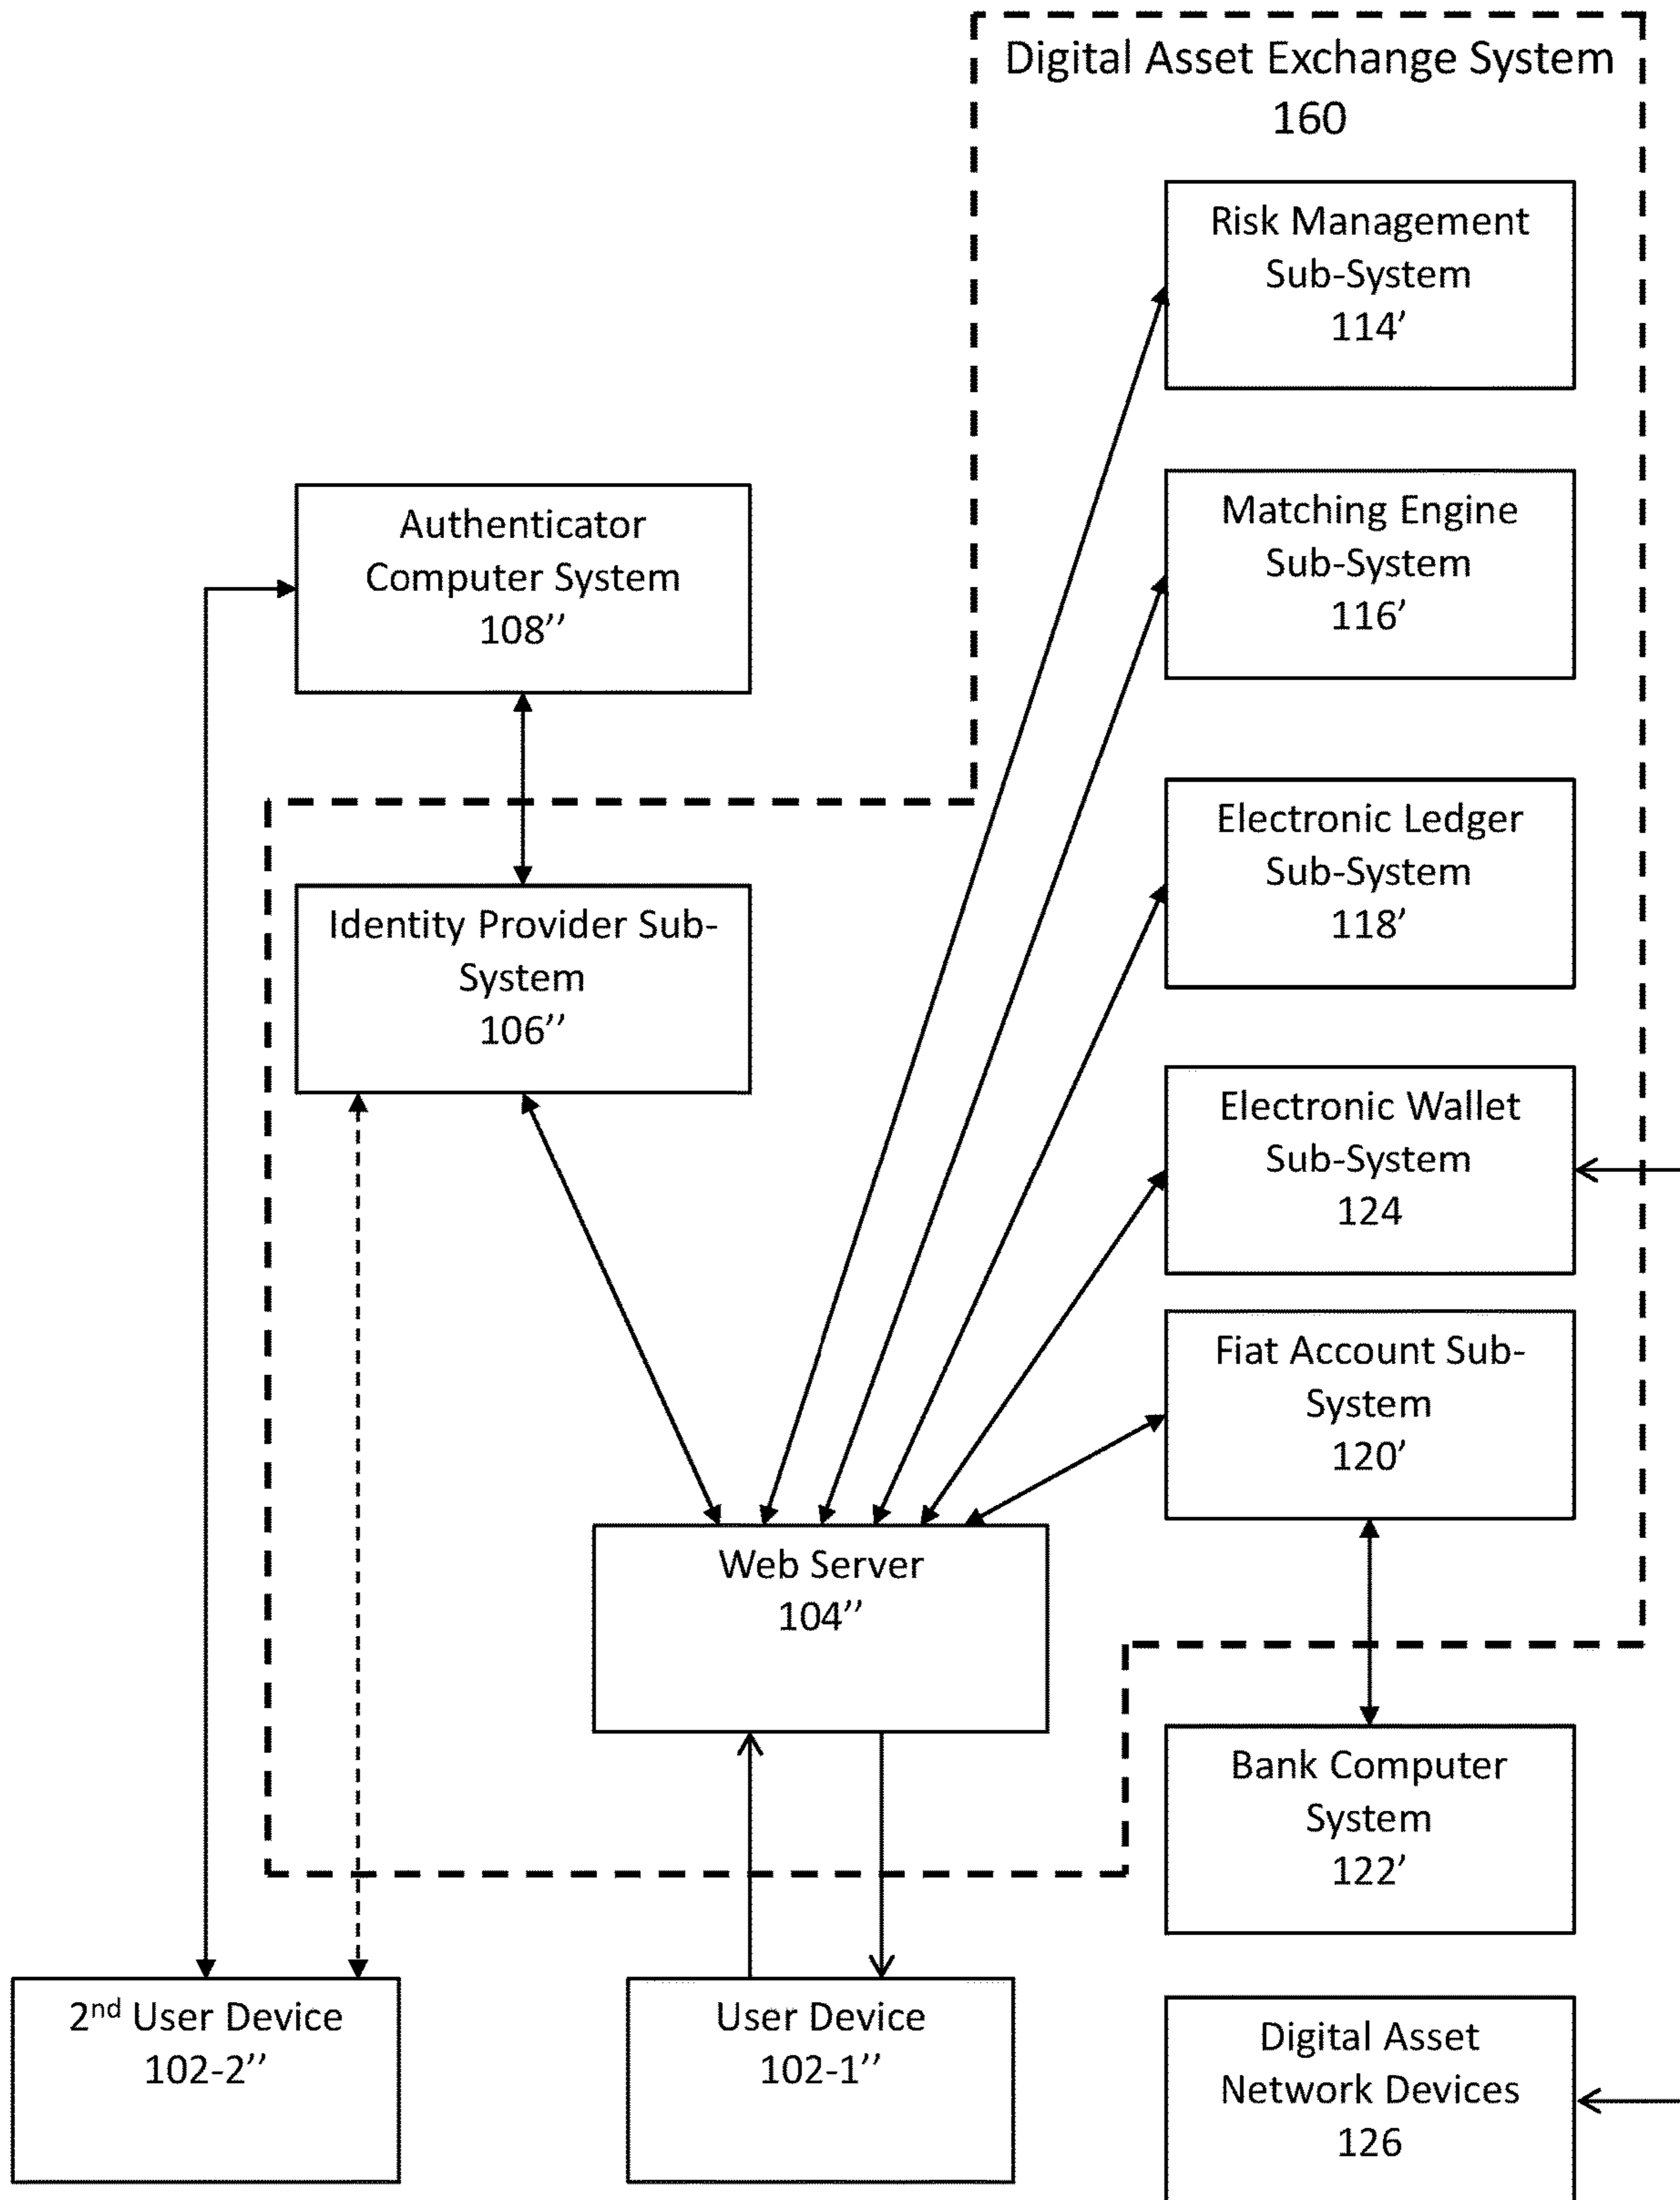 Digital Asset Exchange System
160
Risk Management
Sub-System
114’
Authenticator
Computer System
108’’
Matching Engine
Sub-System
116’
Electronic Ledger
Sub-System
118’
Identity Provider Sub-
System
106’’
Electronic Wallet
Sub-System
124
Fiat Account Sub-
System
120’
Web Server
104’’
Bank Computer
System
122’
2nd User Device
102-2’’
User Device
102-1’’
Digital Asset
Network Devices
126